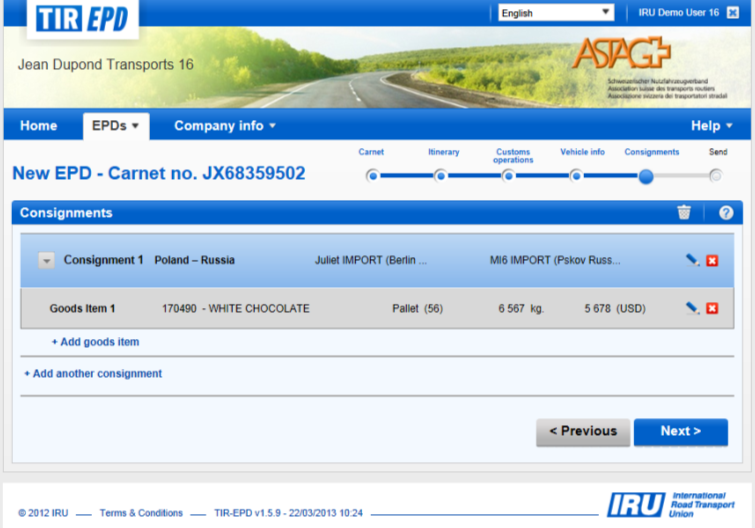 TIR EPD
English
IRU Demo User 16
Jean Dupond Transports 16
ASTAG
Schweizerischer Nutzfahrzeugverband
Association suisse des transports routiers
Associazione svizzera dei trasportatori stradali
Home EPDs Company info Help
New EPD - Carnet no. JX68359502
Carnet Itinerary Customs operations Vehicle info Consignments Send
Consignments
Consignment 1 Poland – Russia Juliet IMPORT (Berlin ... MI6 IMPORT (Pskov Russ...
Goods Item 1 170490 - WHITE CHOCOLATE Pallet (56) 6 567 kg. 5 678 (USD)
+ Add goods item
+ Add another consignment
< Previous Next >
© 2012 IRU Terms & Conditions TIR-EPD v1.5.9 - 22/03/2013 10:24
IRU International
Road Transport
Union